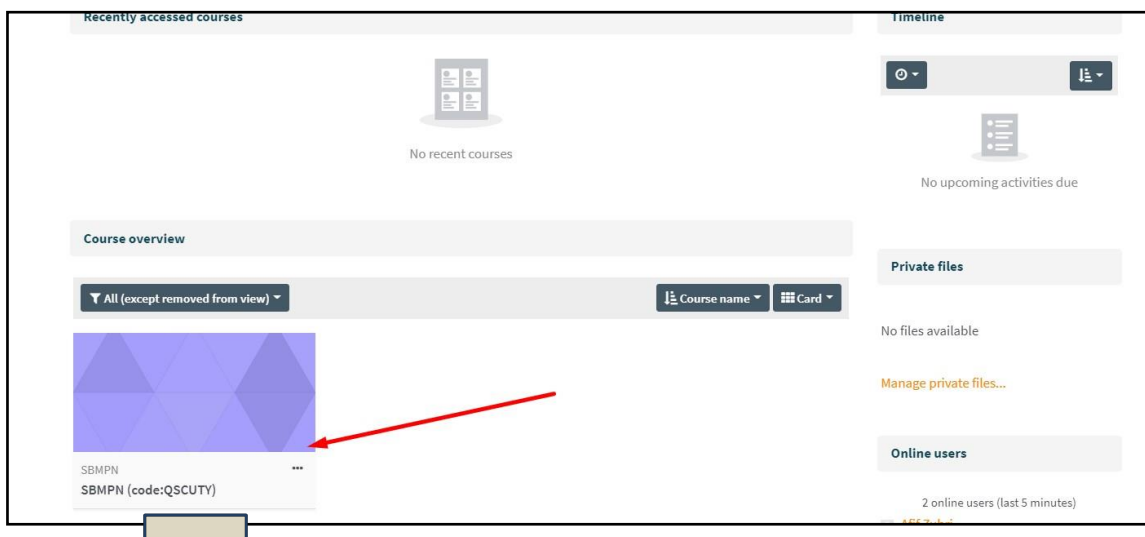 Recently accessed courses
No recent courses
Course overview
All (except removed from view)
Course name
Card
SBMPN
SBMPN (code:QSCUTY)
Timeline
No upcoming activities due
Private files
No files available
Manage private files...
Online users
2 online users (last 5 minutes)